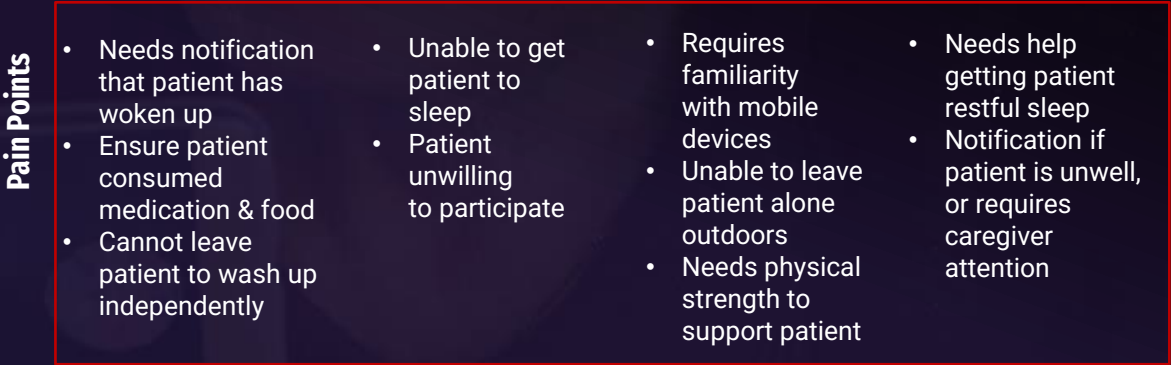 Pain Points
• Needs notification
that patient has
woken up
• Ensure patient
consumed
medication & food
• Cannot leave
patient to wash up
independently
• Unable to get
patient to
sleep
• Patient
unwilling
to participate
• Requires
familiarity
with mobile
devices
• Unable to leave
patient alone
outdoors
• Needs physical
strength to
support patient
• Needs help
getting patient
restful sleep
• Notification if
patient is unwell,
or requires
caregiver
attention